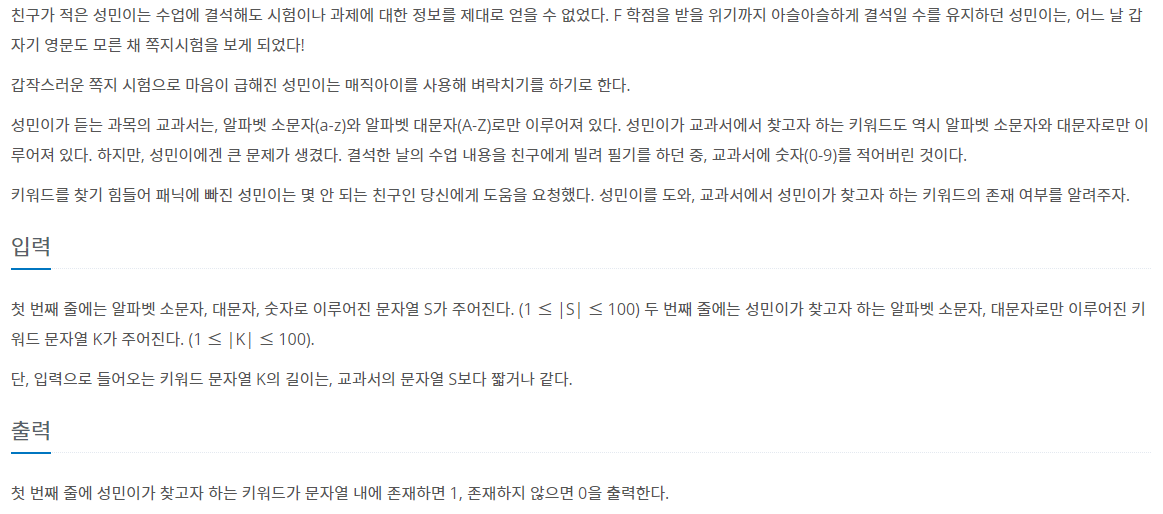 친구가 적은 성민이는 수업에 결석해도 시험이나 과제에 대한 정보를 제대로 얻을 수 없었다. F 학점을 받을 위기까지 아슬아슬하게 결석일 수를 유지하던 성민이는, 어느 날 갑
자기 영문도 모른 채 쪽지시험을 보게 되었다!
갑작스러운 쪽지 시험으로 마음이 급해진 성민이는 매직아이를 사용해 벼락치기를 하기로 한다.
성민이가 듣는 과목의 교과서는, 알파벳 소문자(a-z)와 알파벳 대문자(A-Z)로만 이루어져 있다. 성민이가 교과서에서 찾고자 하는 키워드도 역시 알파벳 소문자와 대문자로만 이
루어져 있다. 하지만, 성민이에겐 큰 문제가 생겼다. 결석한 날의 수업 내용을 친구에게 빌려 필기를 하던 중, 교과서에 숫자(0-9)를 적어버린 것이다.
키워드를 찾기 힘들어 패닉에 빠진 성민이는 몇 안 되는 친구인 당신에게 도움을 요청했다. 성민이를 도와, 교과서에서 성민이가 찾고자 하는 키워드의 존재 여부를 알려주자.
입력
첫 번째 줄에는 알파벳 소문자, 대문자, 숫자로 이루어진 문자열 S가 주어진다. (1 ≤ |S| ≤ 100) 두 번째 줄에는 성민이가 찾고자 하는 알파벳 소문자, 대문자로만 이루어진 키
워드 문자열 K가 주어진다. (1 ≤ |K| ≤ 100).
단, 입력으로 들어오는 키워드 문자열 K의 길이는, 교과서의 문자열 S보다 짧거나 같다.
출력
첫 번째 줄에 성민이가 찾고자 하는 키워드가 문자열 내에 존재하면 1, 존재하지 않으면 0을 출력한다.